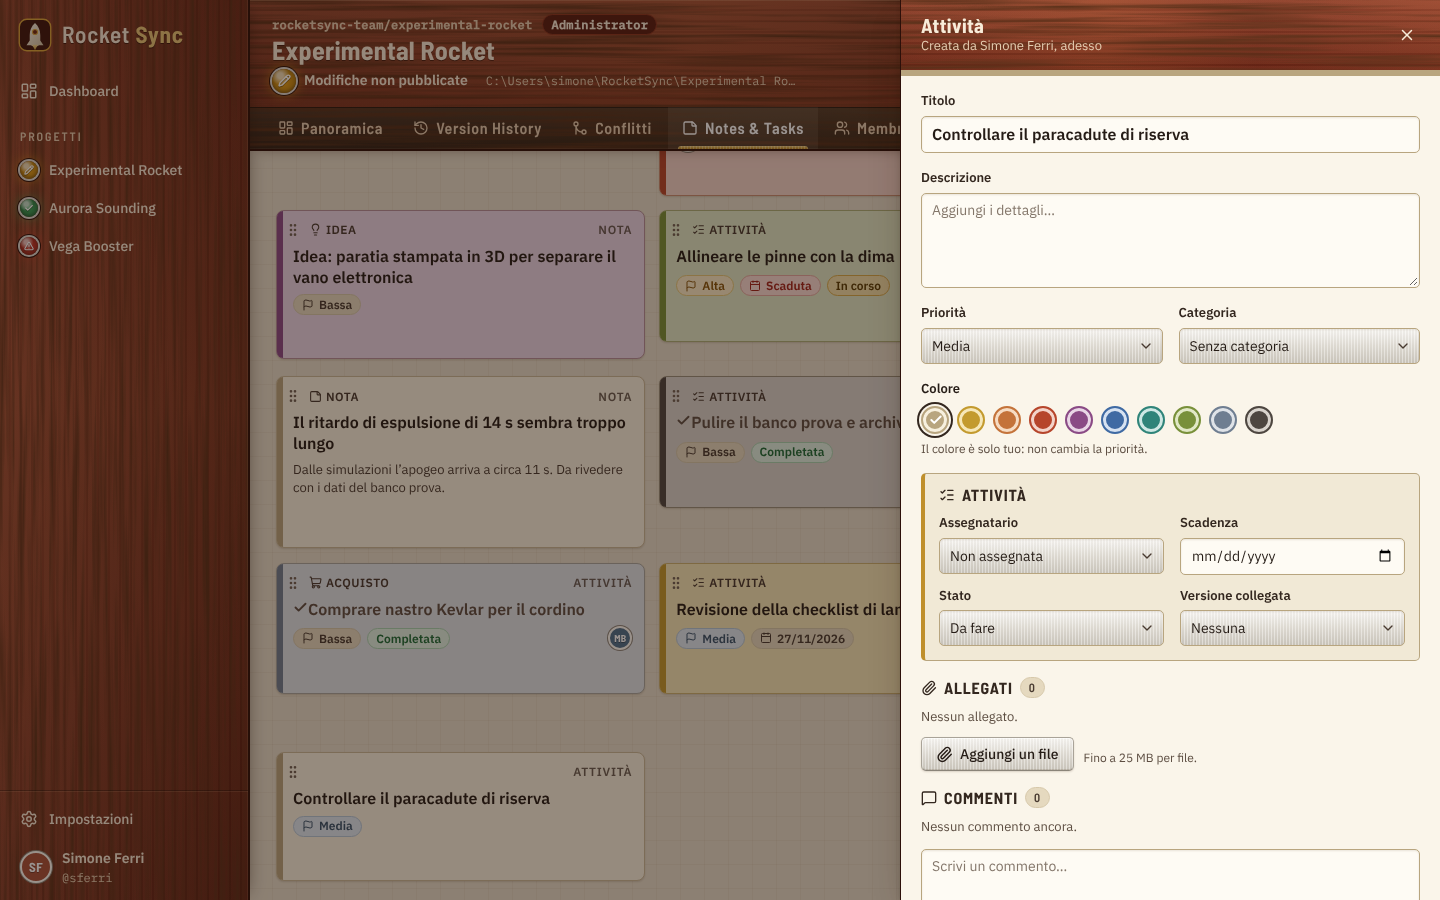 Rocket Sync
Dashboard
PROGETTI
Experimental Rocket
Aurora Sounding
Vega Booster
Impostazioni
SF
Simone Ferri
@sferri
rocketsync-team/experimental-rocket
Administrator
Experimental Rocket
Modifiche non pubblicate
C:\Users\simone\RocketSync\Experimental Ro…
Panoramica
Version History
Conflitti
Notes & Tasks
IDEA
NOTA
Idea: paratia stampata in 3D per separare il
vano elettronica
Bassa
ATTIVITÀ
Allineare le pinne con la dima
Alta
Scaduta
In corso
NOTA
NOTA
Il ritardo di espulsione di 14 s sembra troppo
lungo
Dalle simulazioni l’apogeo arriva a circa 11 s. Da rivedere
con i dati del banco prova.
ATTIVITÀ
Pulire il banco prova e
Bassa
Completata
ACQUISTO
ATTIVITÀ
Comprare nastro Kevlar per il cordino
Bassa
Completata
MB
ATTIVITÀ
Revisione della checklist di
Media
27/11/2026
ATTIVITÀ
Controllare il paracadute di riserva
Media
Attività
Creata da Simone Ferri, adesso
Titolo
Controllare il paracadute di riserva
Descrizione
Aggiungi i dettagli…
Priorità
Categoria
Media
Senza categoria
Colore
Il colore è solo tuo: non cambia la priorità.
ATTIVITÀ
Assegnatario
Scadenza
Non assegnata
mm/dd/yyyy
Stato
Versione collegata
Da fare
Nessuna
ALLEGATI
0
Nessun allegato.
Aggiungi un file
Fino a 25 MB per file.
COMMENTI
0
Nessun commento ancora.
Scrivi un commento…